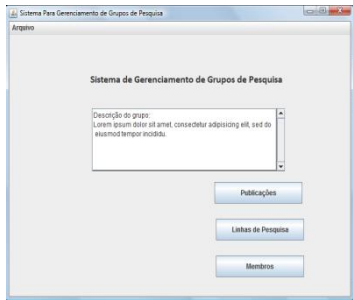 Sistema Para Gerenciamento de Grupos de Pesquisa
Arquivo
Sistema de Gerenciamento de Grupos de Pesquisa
Descrição do grupo:
Lorem ipsum dolor sit amet, consectetur adipisicing elit, sed do
eiusmod tempor incididu.
Publicações
Linhas de Pesquisa
Membros